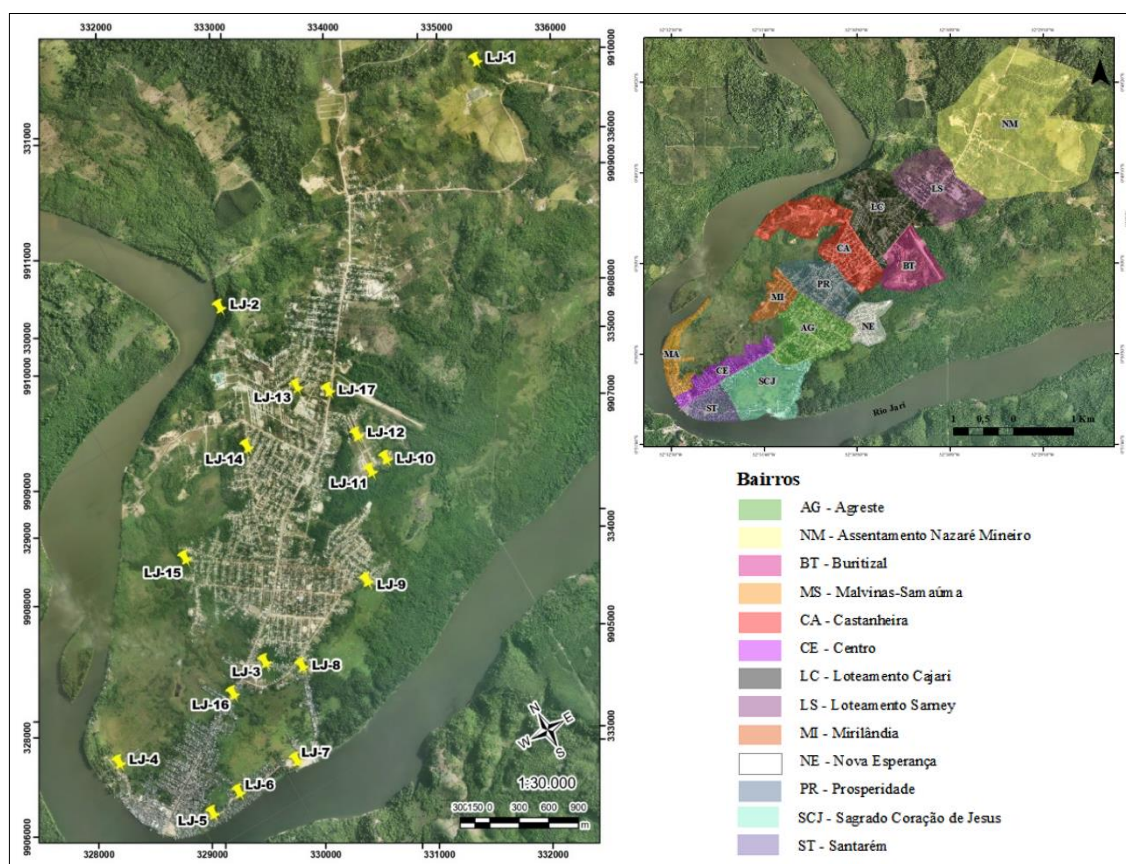 332000
333000
334000
335000
336000
9910000
336000
9909000
9908000
335000
9907000
334000
9905000
333000
331000
9911000
330000
9910000
9909000
329000
9908000
328000
9906000
328000
329000
330000
331000
332000
LJ-1
LJ-2
LJ-13
LJ-17
LJ-12
LJ-10
LJ-11
LJ-14
LJ-15
LJ-9
LJ-3
LJ-8
LJ-16
LJ-4
LJ-7
LJ-6
LJ-5
N
E
W
S
1:30.000
300 150 0 300 600 900
m
NM
LS
LC
CA
BT
PR
MI
NE
AG
MA
CE
SCJ
ST
Rio Jari
1 0,5 0 1 Km
Bairros
AG - Agreste
NM - Assentamento Nazaré Mineiro
BT - Buritizal
MS - Malvinas-Samaúma
CA - Castanheira
CE - Centro
LC - Loteamento Cajari
LS - Loteamento Sarney
MI - Mirilândia
NE - Nova Esperança
PR - Prosperidade
SCJ - Sagrado Coração de Jesus
ST - Santarém